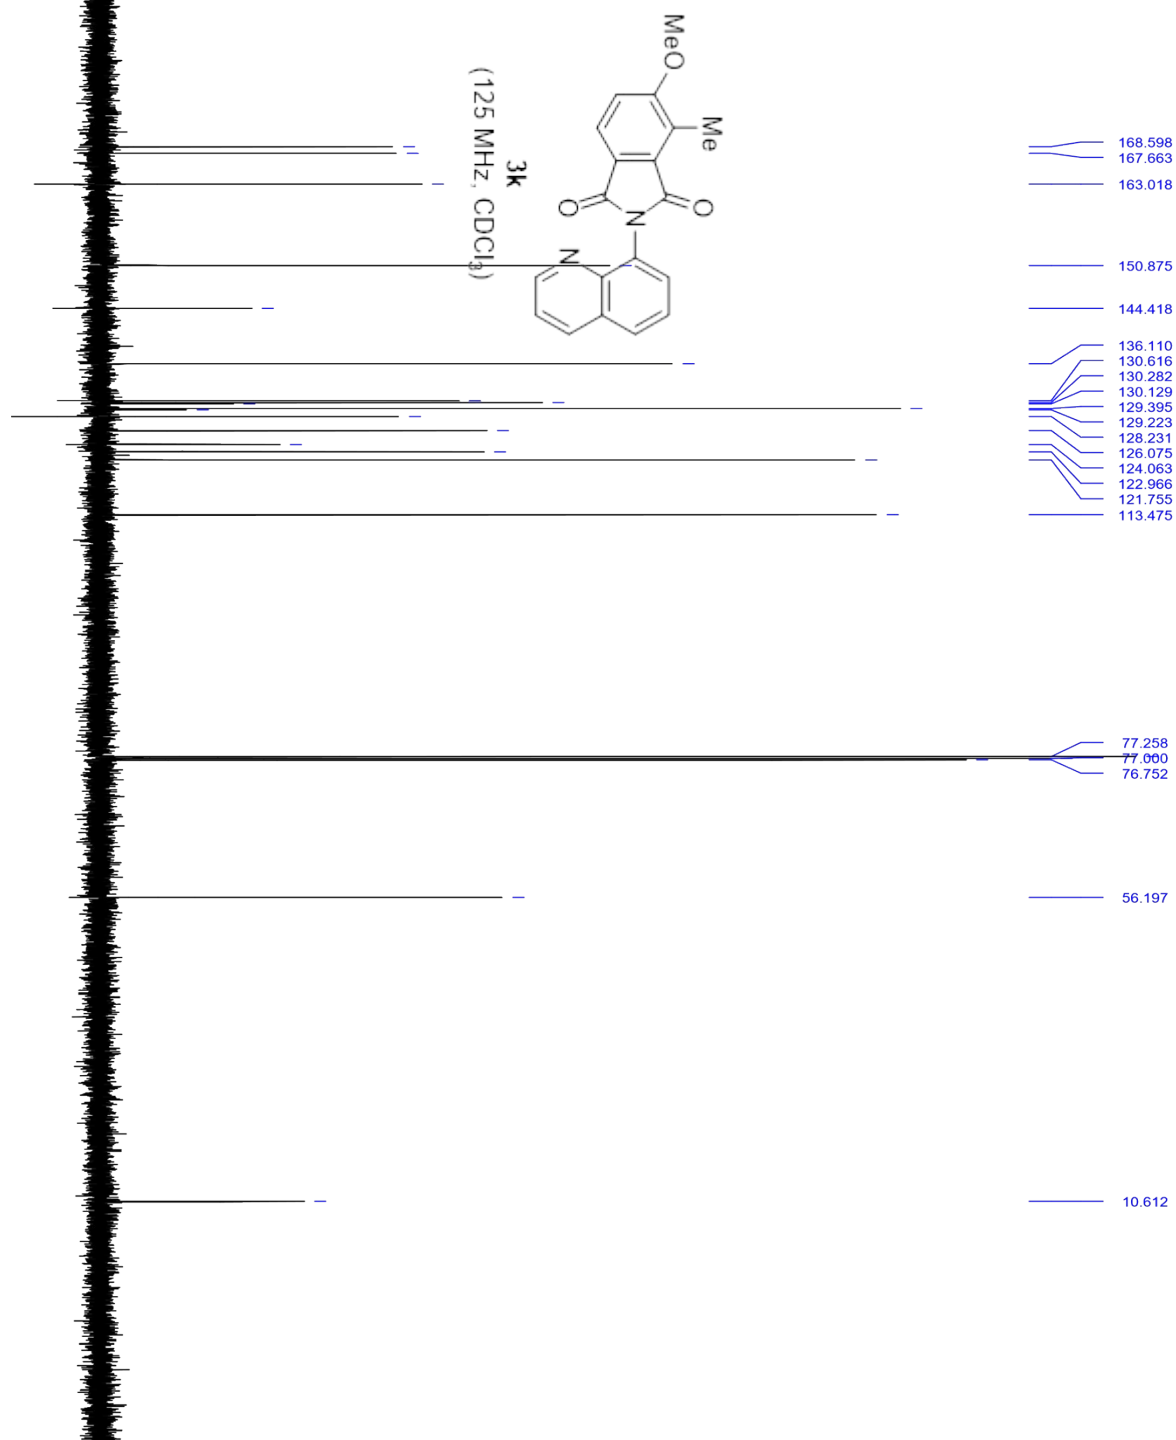 MeO
Me
O
O
N
N
3k
(125 MHz, CDCl₃)
168.598
167.663
163.018
150.875
144.418
136.110
130.616
130.282
130.129
129.395
129.223
128.231
126.075
124.063
122.966
121.755
113.475
77.258
77.000
76.752
56.197
10.612